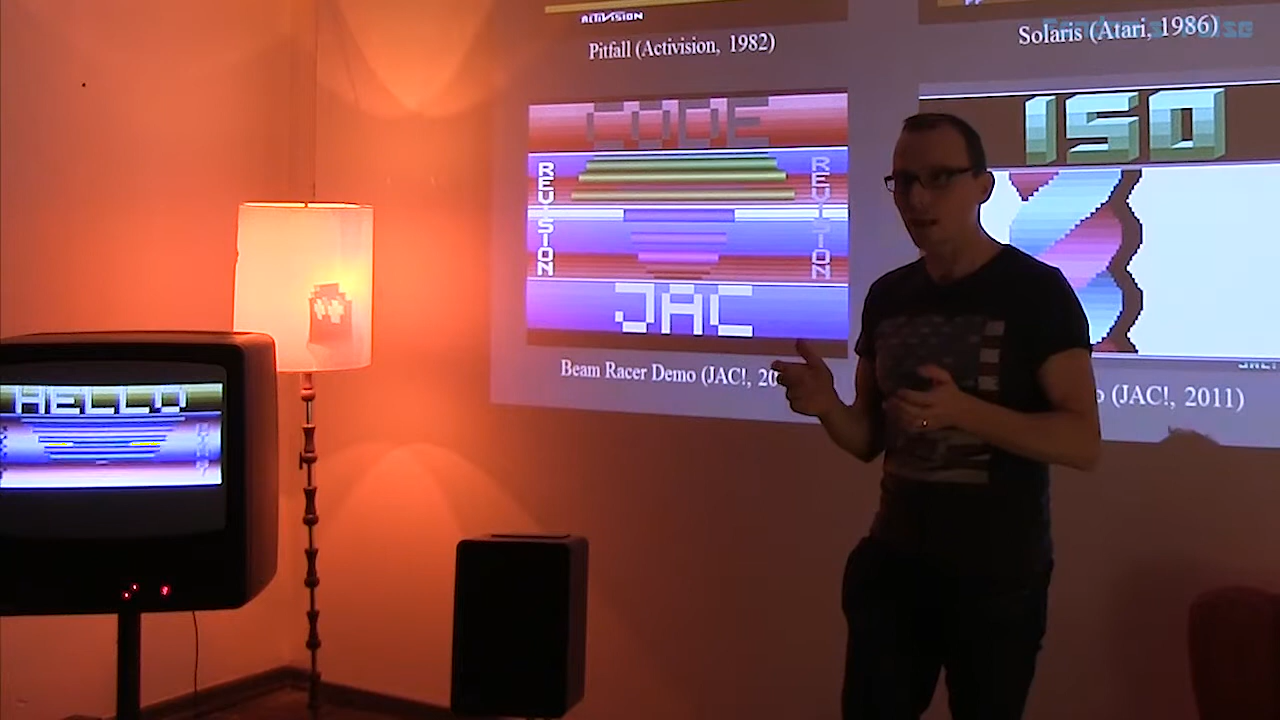 ACTIVISION
Pitfall (Activision, 1982)
Solaris (Atari, 1986)
CODE
REVISION
REVISION
JAC
Beam Racer Demo (JAC!, 20
ISO
(JAC!, 2011)
HELLO